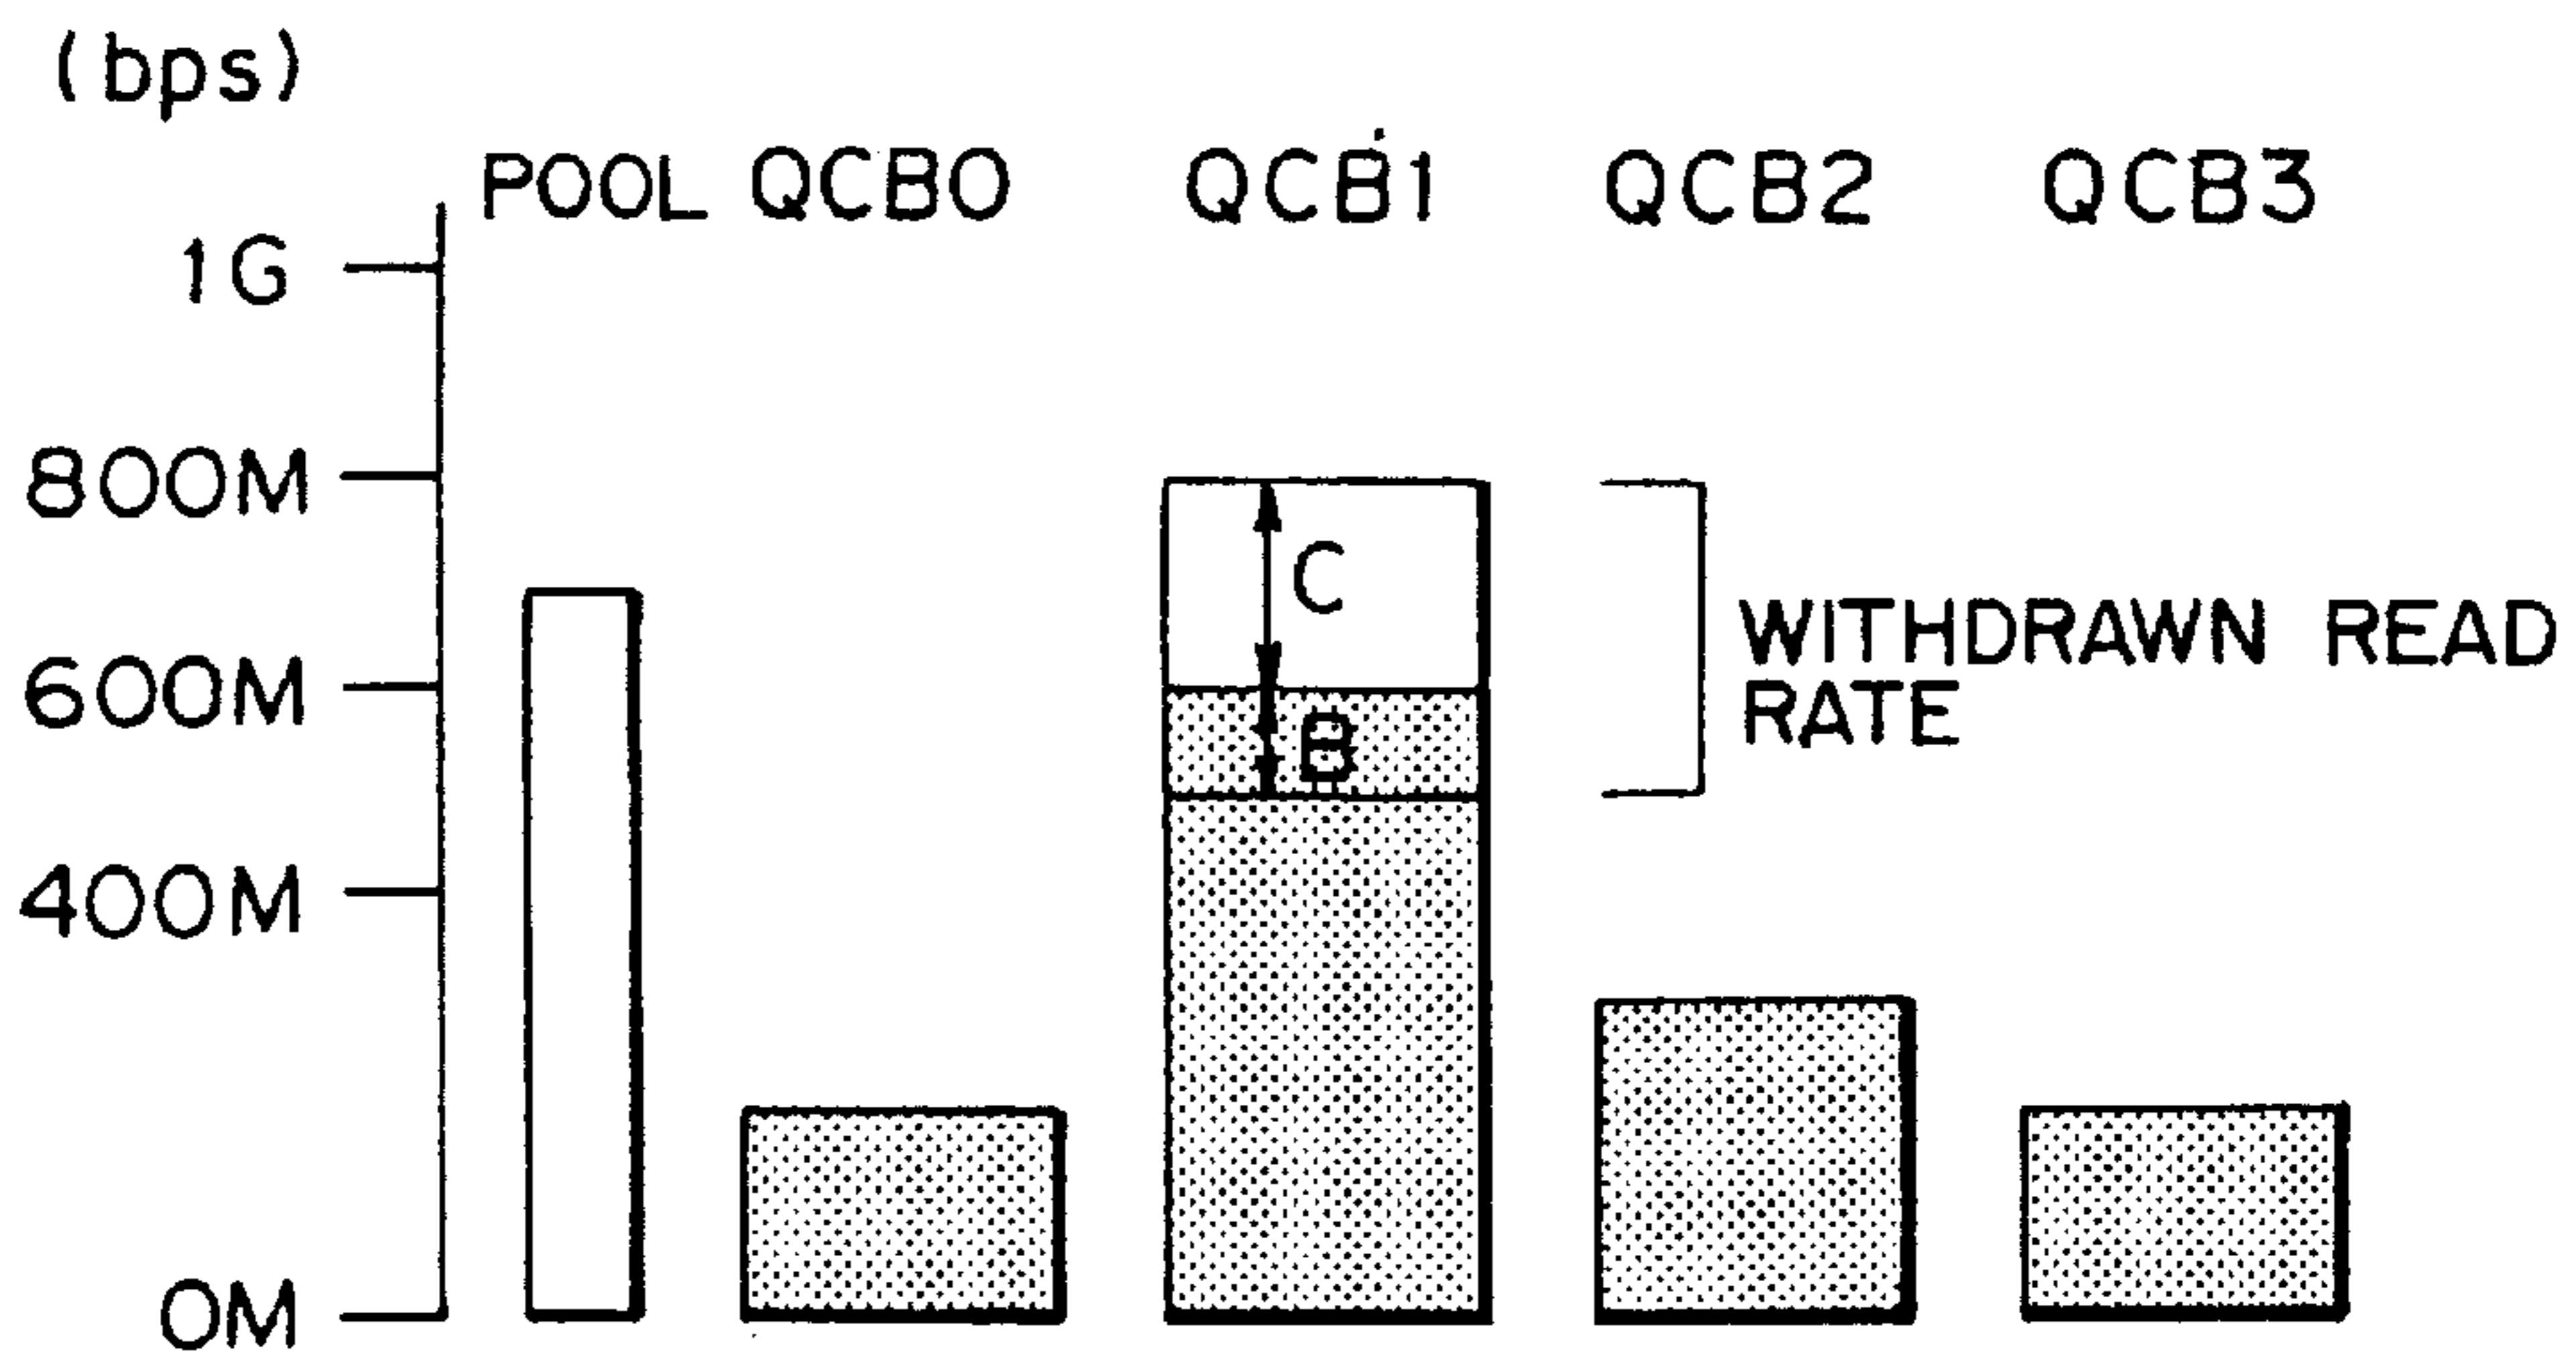 (bps)
POOL QCB0 QCB1 QCB2 QCB3
1G
800M
C
WITHDRAWN READ
600M
RATE
B
400M
0M